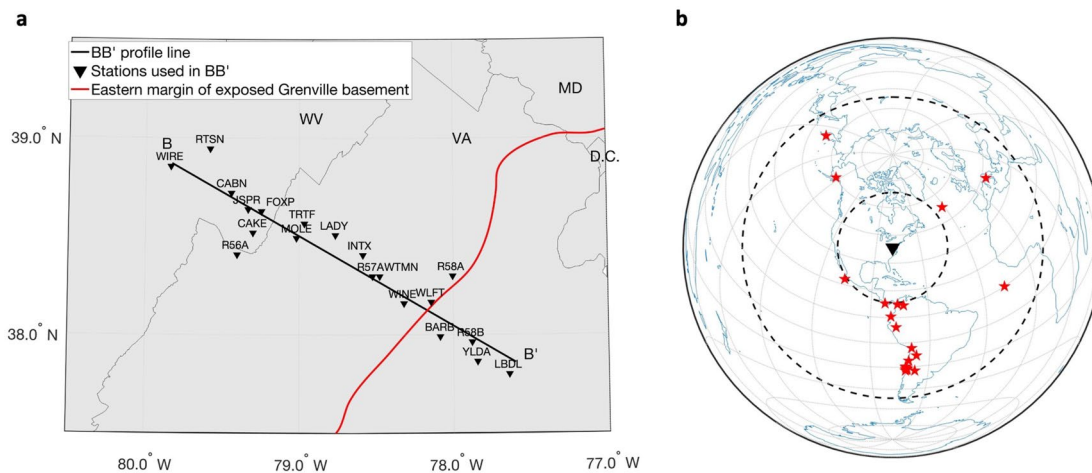 a
b
BB' profile line
Stations used in BB'
Eastern margin of exposed Grenville basement
MD
WV
VA
D.C.
39.0° N
38.0° N
B
RTSN
WIRE
CABN
JSPR
FOXP
CAKE
TRTF
MOLE
LADY
R56A
INTX
R57A
WTMN
R58A
WINE
WLFT
BARB
R58B
B'
YLDA
LBDL
80.0° W
79.0° W
78.0° W
77.0° W